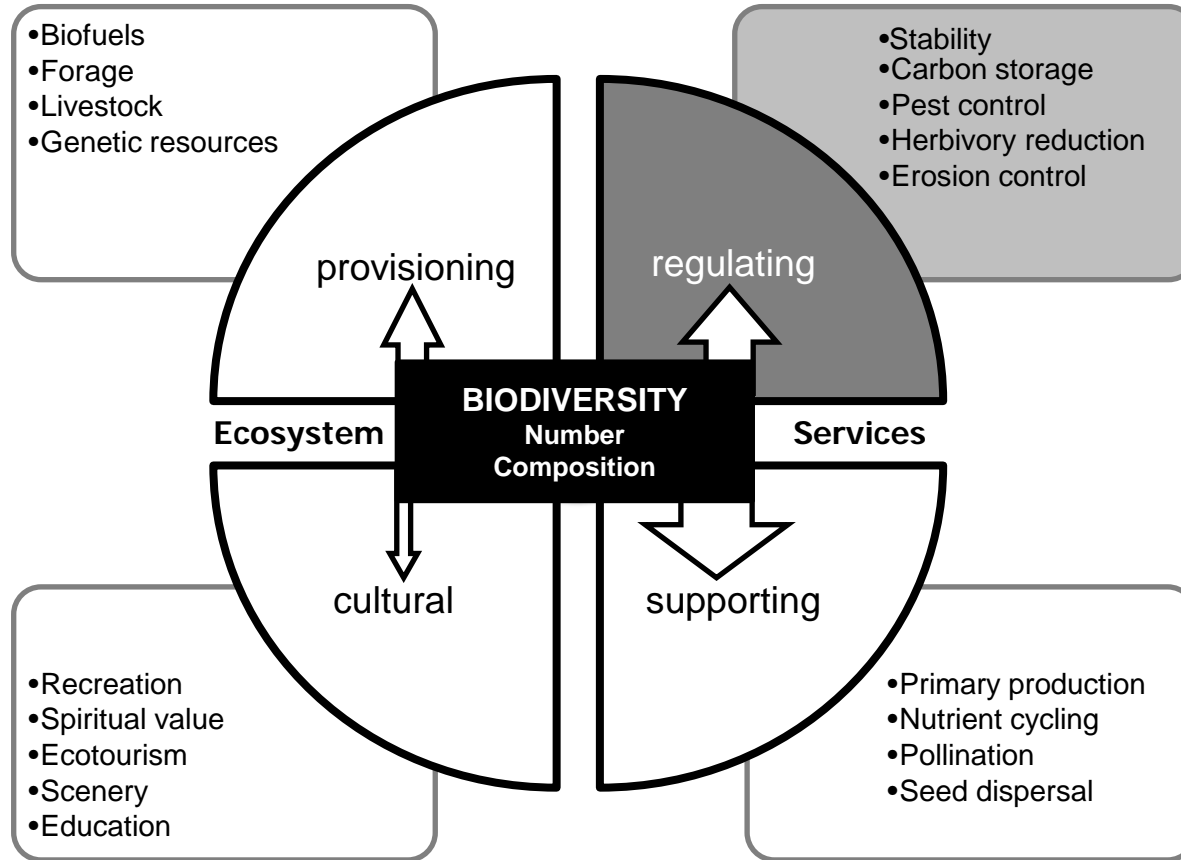 •Biofuels
•Forage
•Livestock
•Genetic resources
•Stability
•Carbon storage
•Pest control
•Herbivory reduction
•Erosion control
provisioning
regulating
BIODIVERSITY
Number
Composition
Ecosystem
Services
cultural
supporting
•Recreation
•Spiritual value
•Ecotourism
•Scenery
•Education
•Primary production
•Nutrient cycling
•Pollination
•Seed dispersal